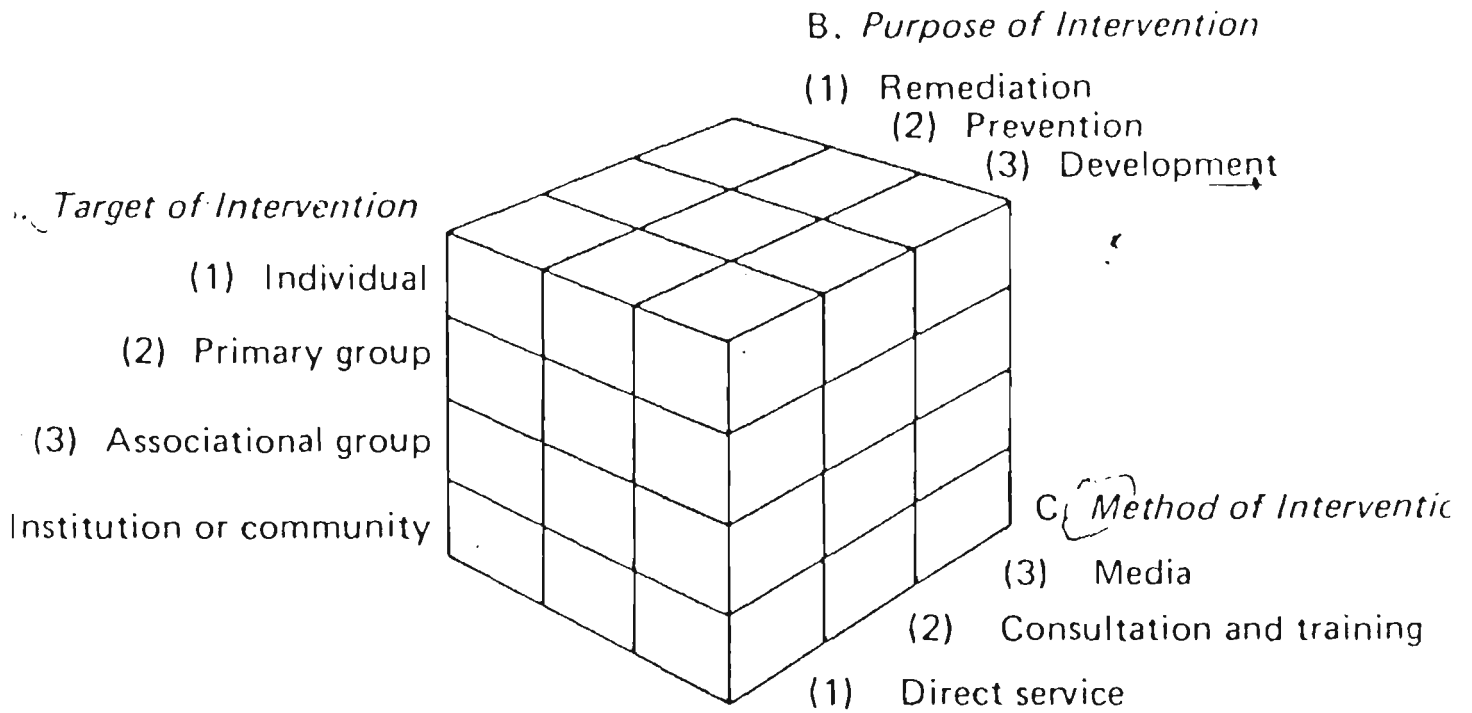 B. Purpose of Intervention
(1) Remediation
(2) Prevention
(3) Development
Target of Intervention
(1) Individual
(2) Primary group
(3) Associational group
Institution or community
C. Method of Interventic
(3) Media
(2) Consultation and training
(1) Direct service